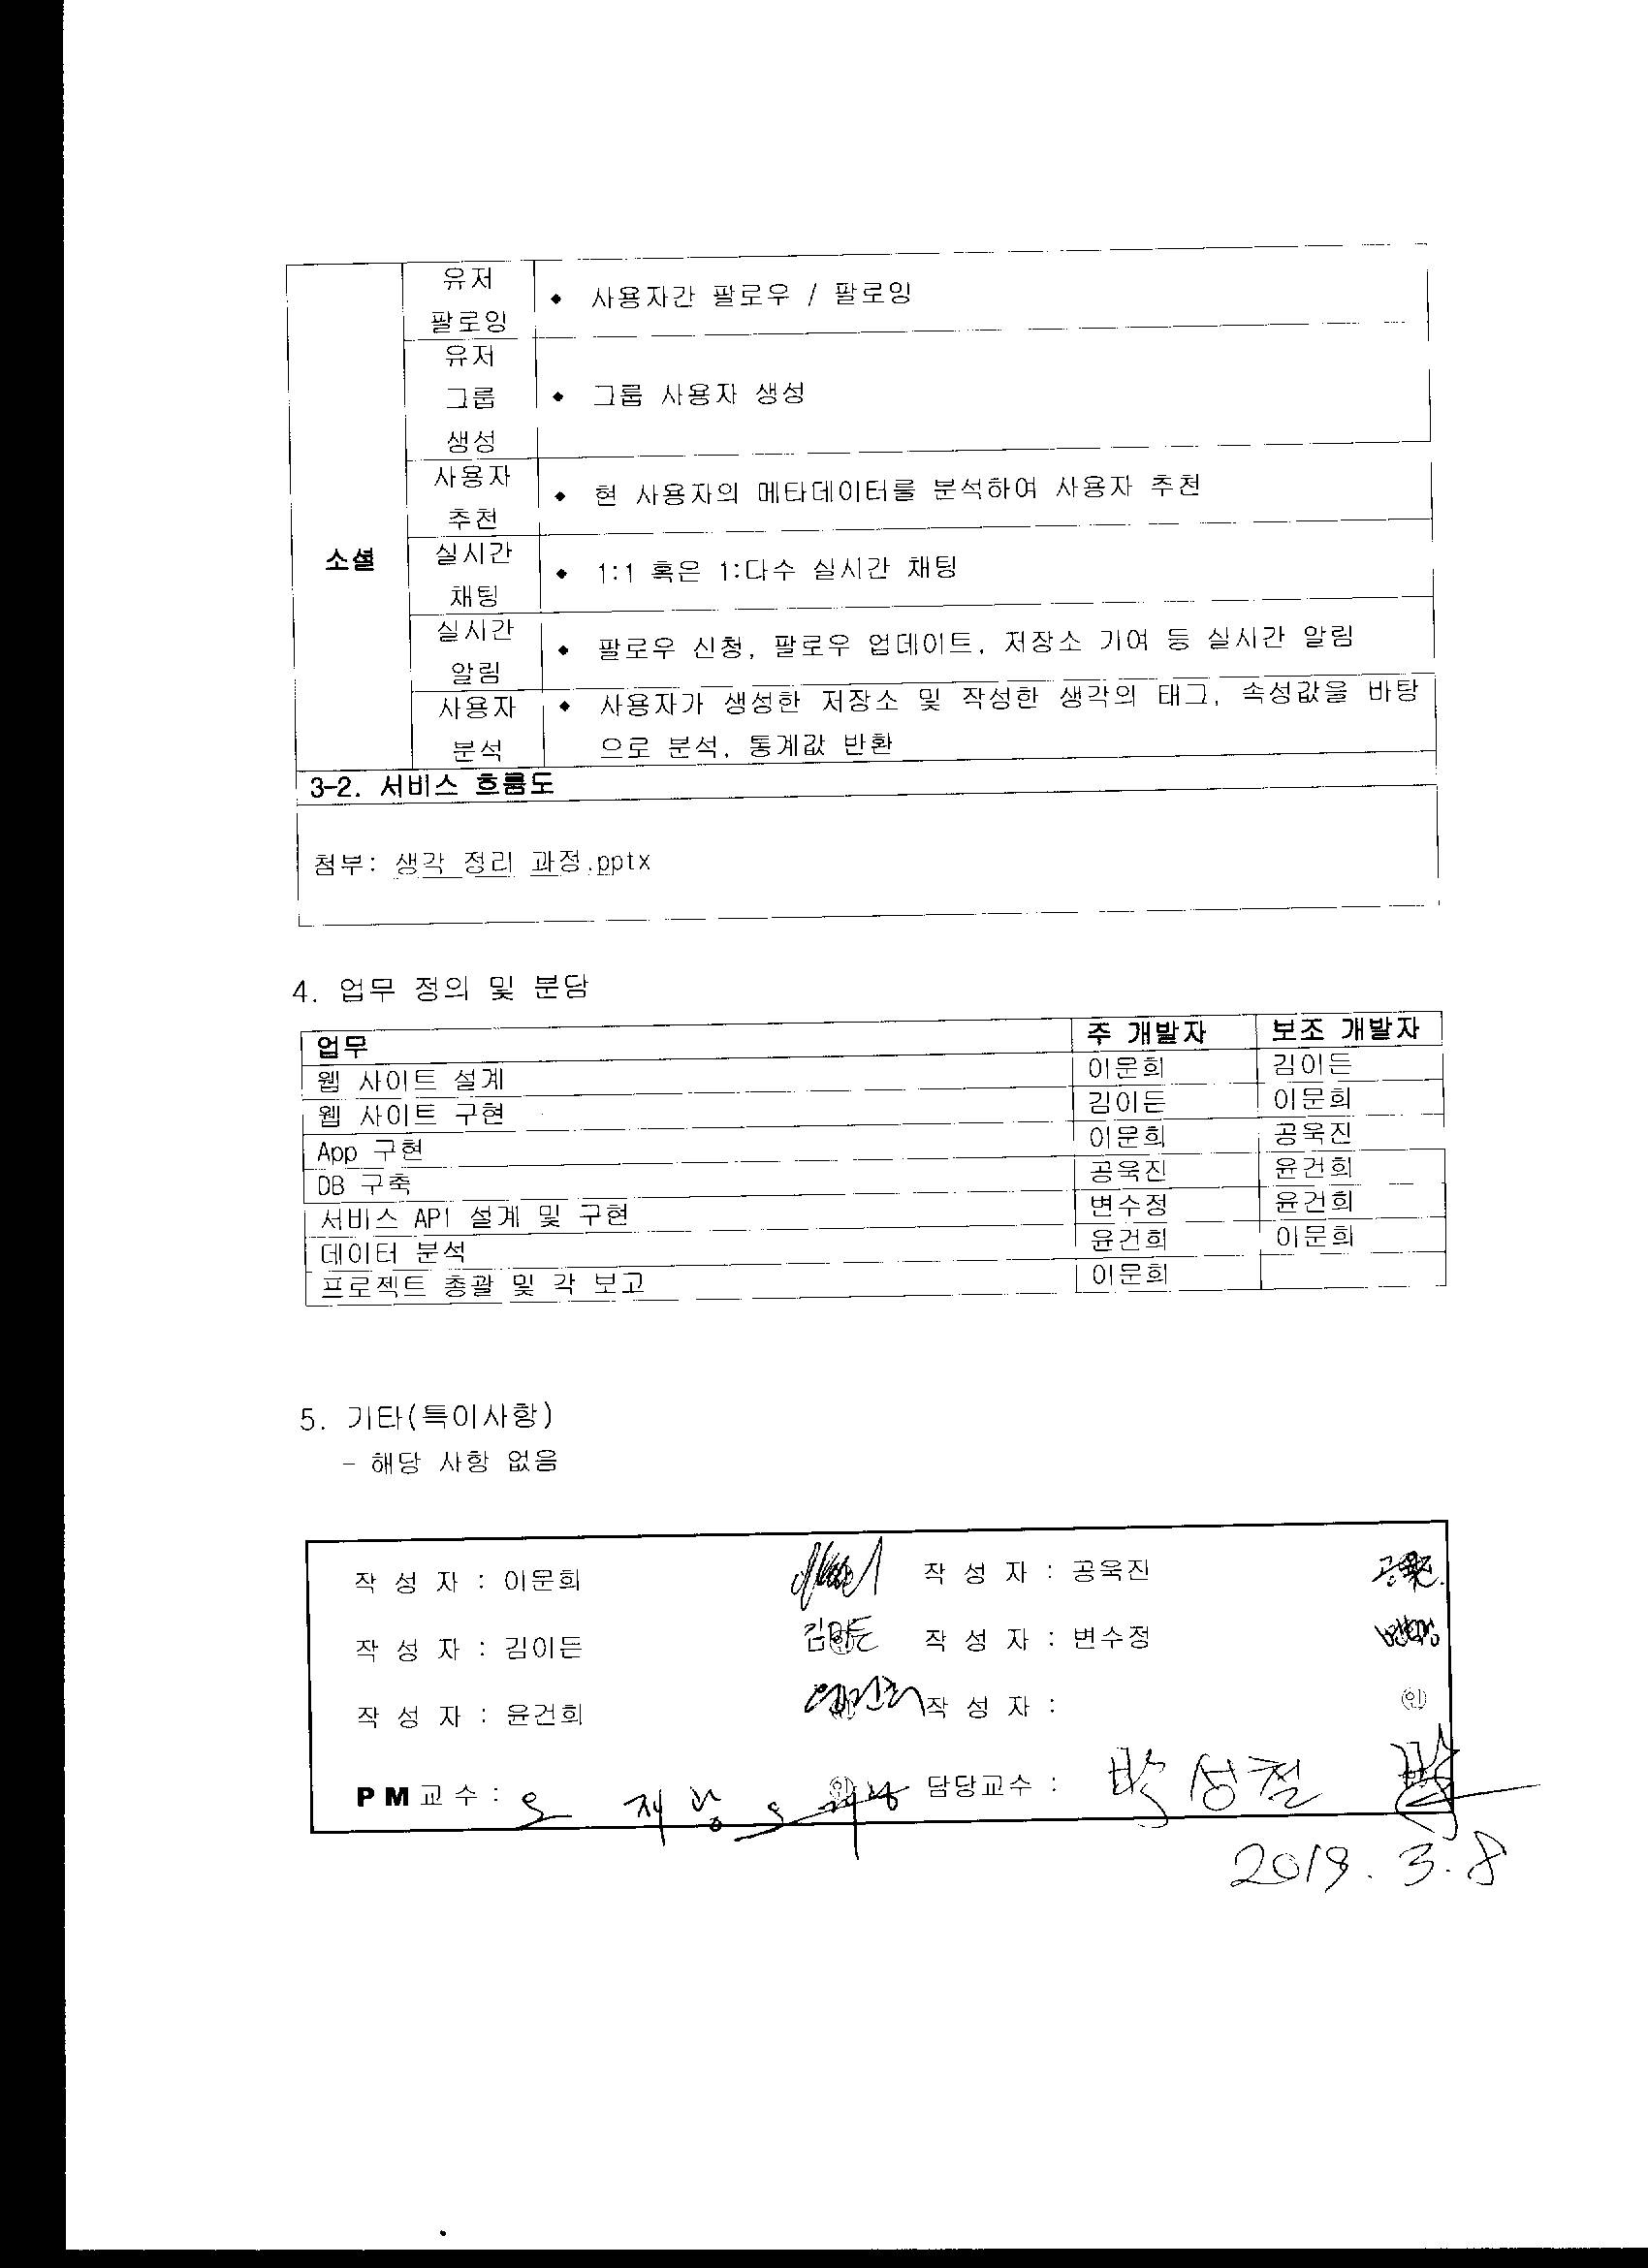 유저
팔로잉
◆ 사용자간 팔로우 / 팔로잉
유저
그룹
생성
◆ 그룹 사용자 생성
사용자
추천
◆ 현 사용자의 메타데이터를 분석하여 사용자 추천
소셜
실시간
채팅
◆ 1:1 혹은 1:다수 실시간 채팅
실시간
알림
◆ 팔로우 신청, 팔로우 업데이트, 저장소 기여 등 실시간 알림
사용자
분석
◆ 사용자가 생성한 저장소 및 작성한 생각의 태그, 속성값을 바탕
으로 분석, 통계값 반환
3-2. 서비스 흐름도
첨부: 생각 정리 과정.pptx
4. 업무 정의 및 분담
업무 주 개발자 보조 개발자
웹 사이트 설계 이문희 김이든
웹 사이트 구현 김이든 이문희
App 구현 이문희 공욱진
DB 구축 공욱진 윤건희
서비스 API 설계 및 구현 변수정 윤건희
데이터 분석 윤건희 이문희
프로젝트 총괄 및 각 보고 이문희
5. 기타(특이사항)
- 해당 사항 없음
작 성 자 : 이문희 작 성 자 : 공욱진 공욱진.
작 성 자 : 김이든 김이든 작 성 자 : 변수정 변수정
작 성 자 : 윤건희 작 성 자 : ㊞
PM교수 : 오 재 ㊞ 담당교수 : 박 성 철
2019. 3. 8